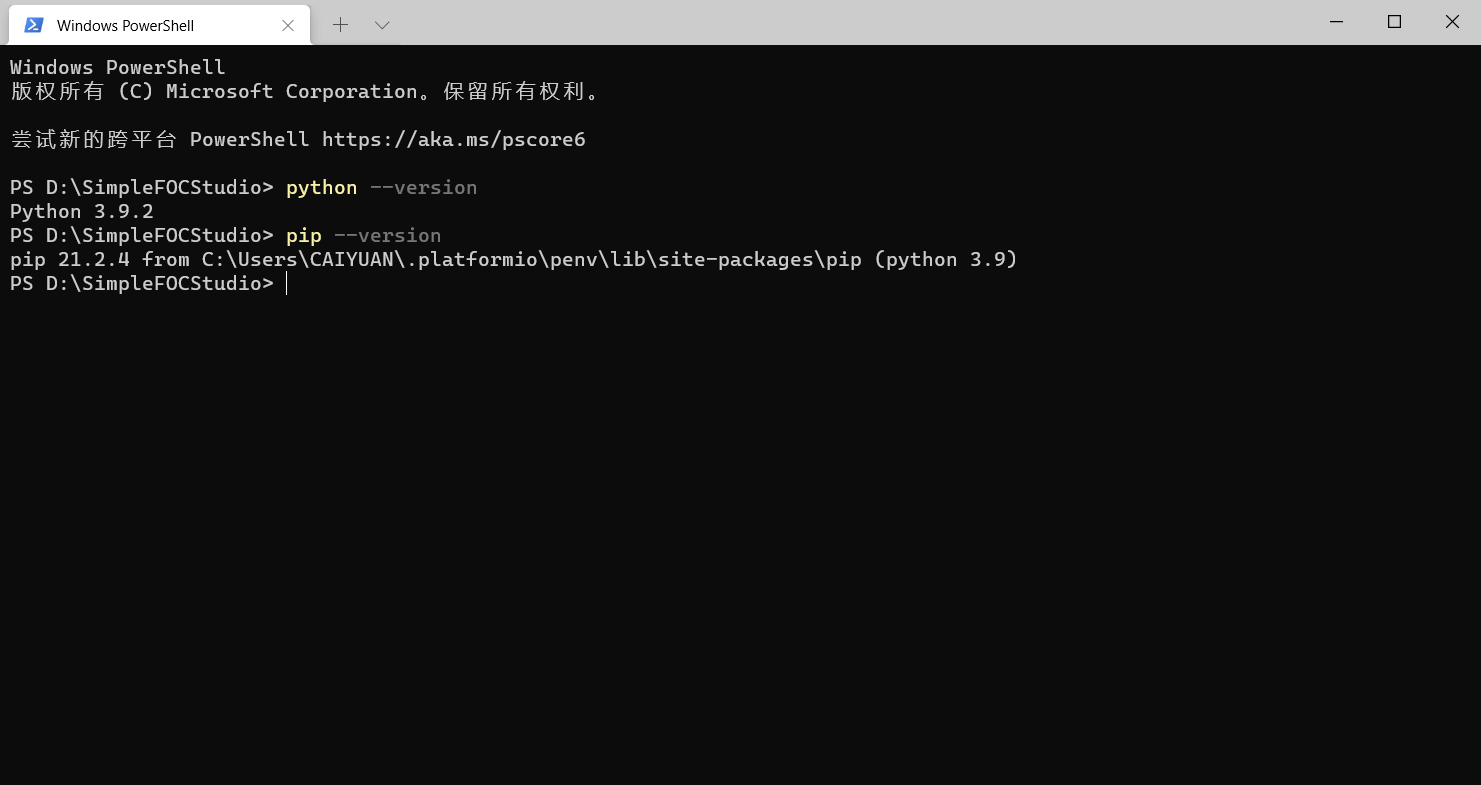 Windows PowerShell
Windows PowerShell
版权所有 (C) Microsoft Corporation。保留所有权利。
尝试新的跨平台 PowerShell https://aka.ms/pscore6
PS D:\SimpleFOCStudio> python --version
Python 3.9.2
PS D:\SimpleFOCStudio> pip --version
pip 21.2.4 from C:\Users\CAIYUAN\.platformio\penv\lib\site-packages\pip (python 3.9)
PS D:\SimpleFOCStudio>